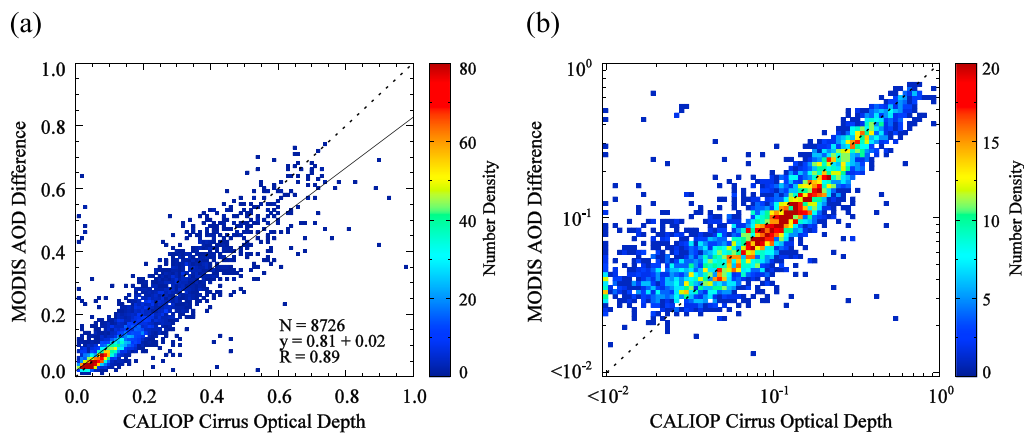 (a)
(b)
1.0
0.8
0.6
0.4
0.2
0.0
MODIS AOD Difference
N = 8726
y = 0.81 + 0.02
R = 0.89
0.0
0.2
0.4
0.6
0.8
1.0
CALIOP Cirrus Optical Depth
80
60
40
20
0
Number Density
10⁰
10⁻¹
<10⁻²
MODIS AOD Difference
<10⁻²
10⁻¹
10⁰
CALIOP Cirrus Optical Depth
20
15
10
5
0
Number Density